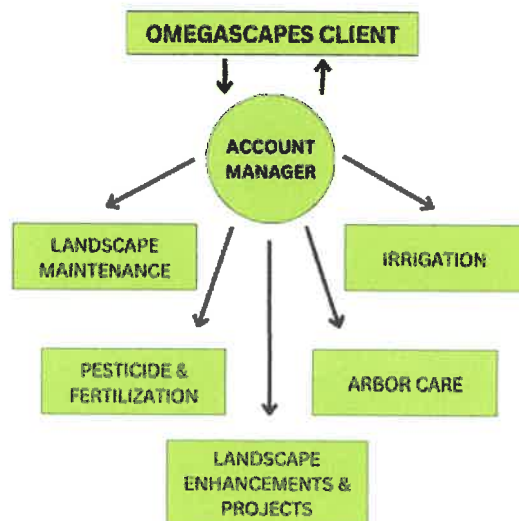 OMEGASCAPES CLIENT
ACCOUNT
MANAGER
LANDSCAPE
MAINTENANCE
IRRIGATION
PESTICIDE &
FERTILIZATION
ARBOR CARE
LANDSCAPE
ENHANCEMENTS &
PROJECTS